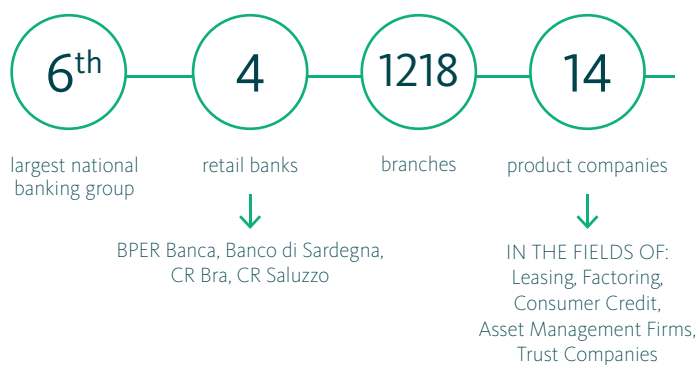 6th
largest national
banking group
4
retail banks
BPER Banca, Banco di Sardegna,
CR Bra, CR Saluzzo
1218
branches
14
product companies
IN THE FIELDS OF:
Leasing, Factoring,
Consumer Credit,
Asset Management Firms,
Trust Companies